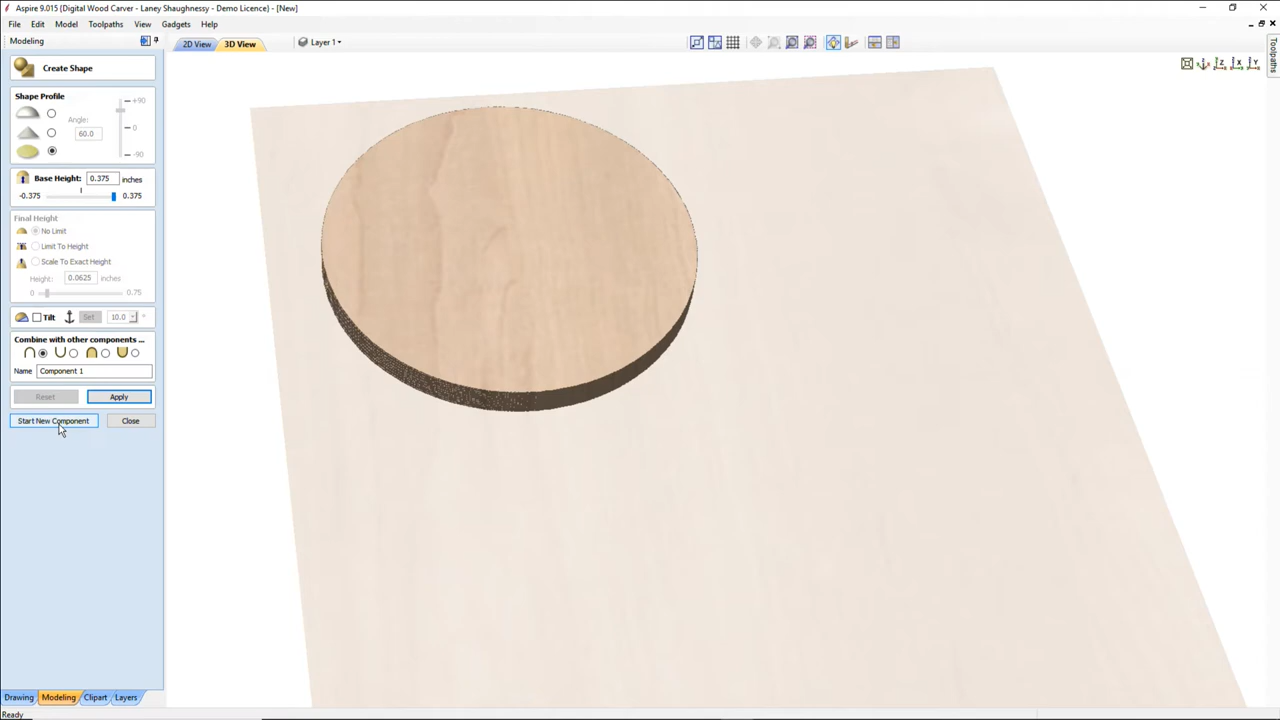 Aspire 9.015 {Digital Wood Carver - Laney Shaughnessy - Demo Licence} - [New]
File Edit Model Toolpaths View Gadgets Help
Modeling
2D View 3D View Layer 1
Toolpaths
Z X Y
Create Shape
Shape Profile
+90
Angle:
0
60.0
-90
Base Height: 0.375 inches
-0.375 0.375
Final Height
No Limit
Limit To Height
Scale To Exact Height
Height: 0.0625 inches
0 0.75
Tilt Set 10.0 °
Combine with other components ...
Name Component 1
Reset Apply
Start New Component Close
Drawing Modeling Clipart Layers
Ready